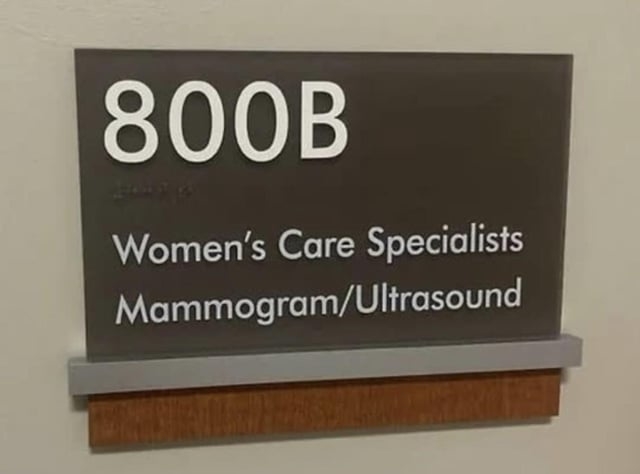 800B
Women's Care Specialists
Mammogram/Ultrasound